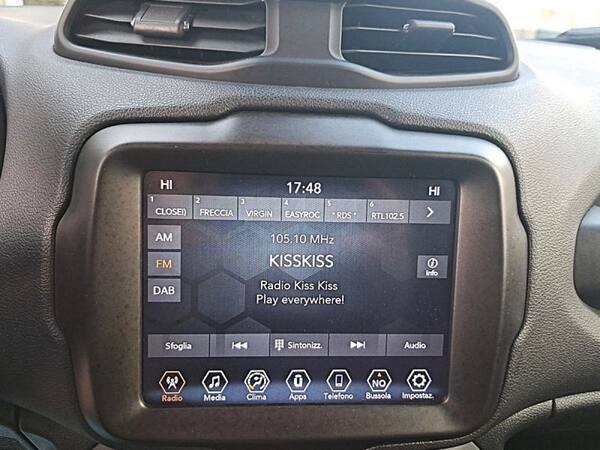 HI 17:48 HI
1 2 3 4 5 6
CLOSE!) FRECCIA VIRGIN EASYROC * RDS * RTL102.5
AM 105.10 MHz
FM KISSKISS Info
DAB Radio Kiss Kiss
Play everywhere!
Sfoglia Sintonizz. Audio
NO
Radio Media Clima Apps Telefono Bussola Impostaz.